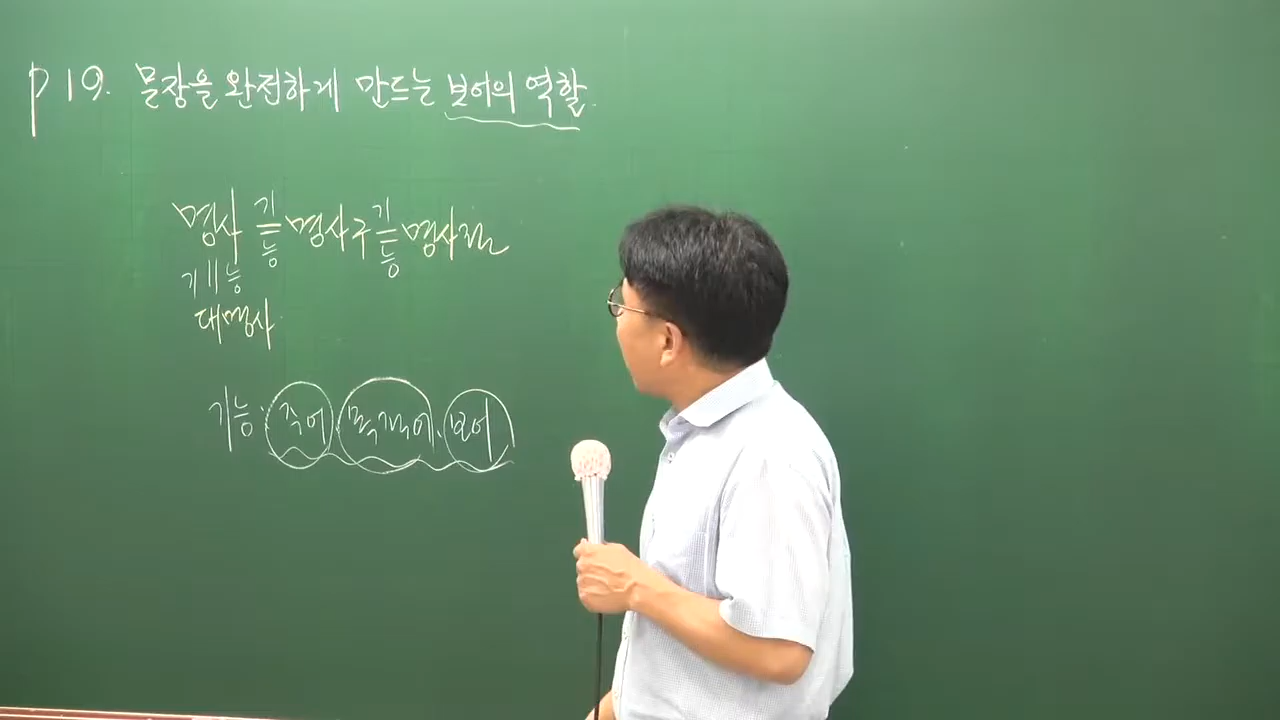 p 19. 문장을 완전하게 만드는 보어의 역할.
명사 기능 = 명사구 기능 = 명사절
기 || 능
대명사
기능: 주어. 목적어. 보어